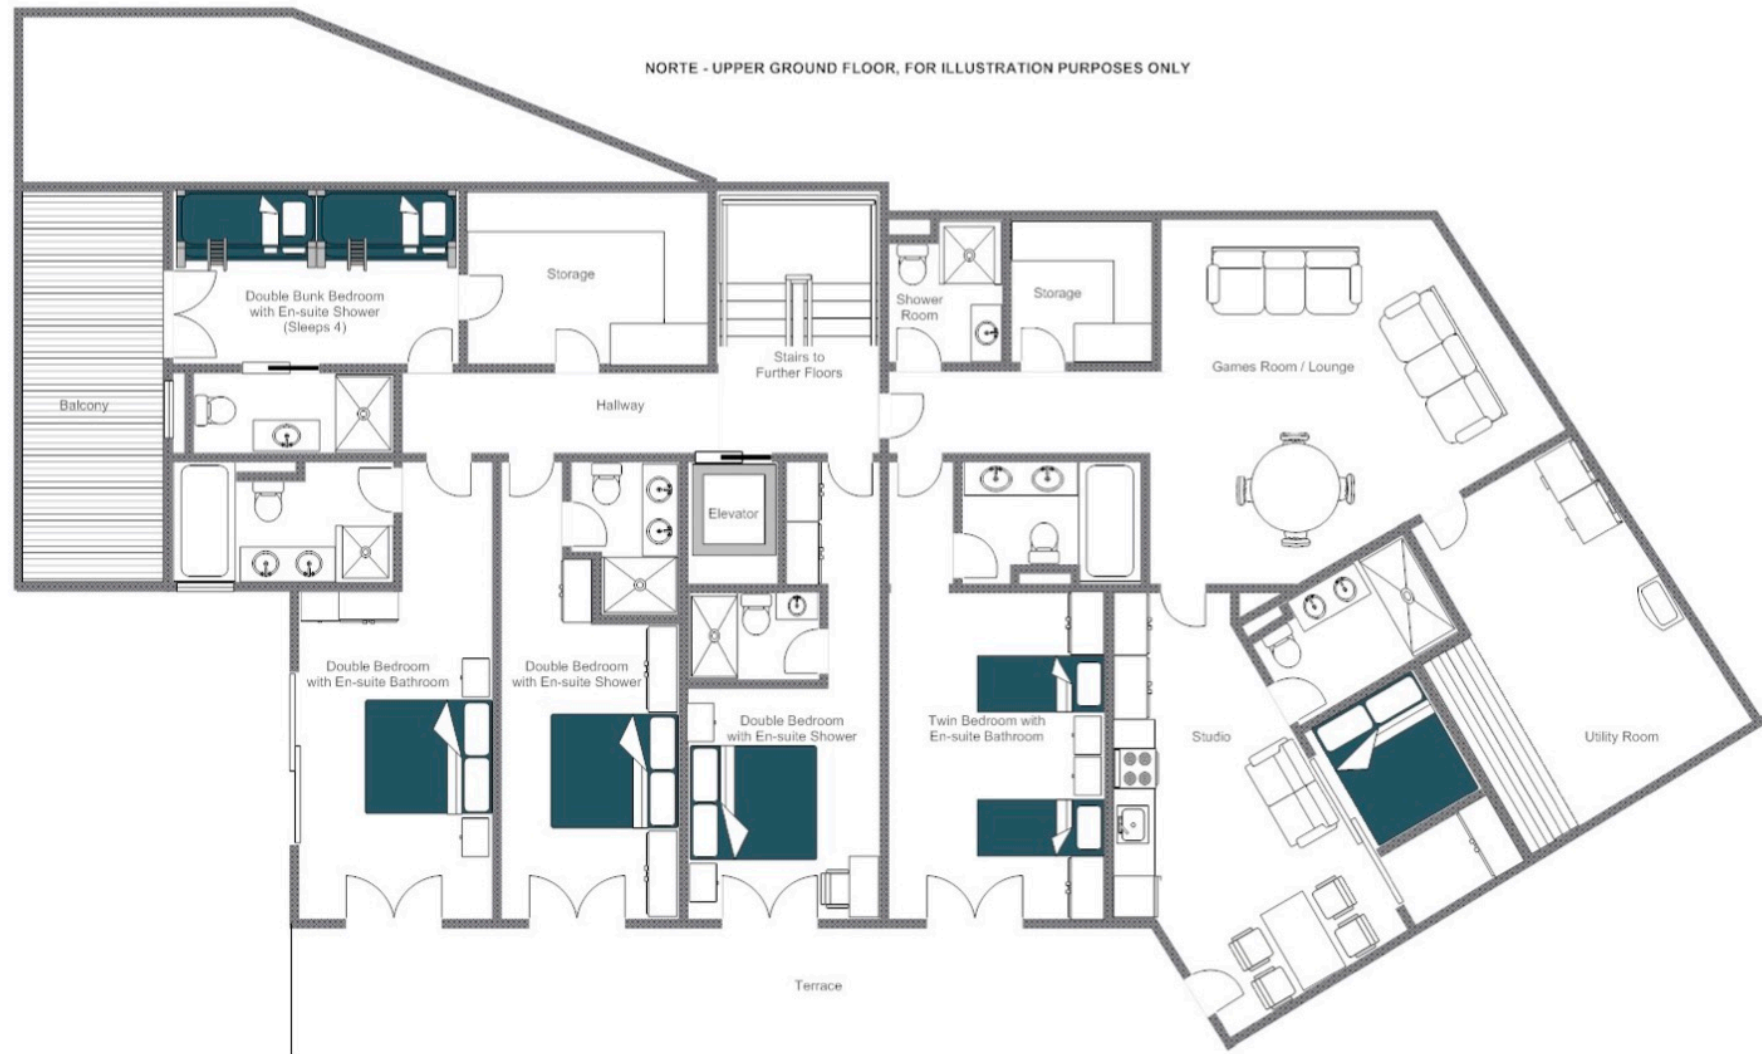 NORTE - UPPER GROUND FLOOR, FOR ILLUSTRATION PURPOSES ONLY
Double Bunk Bedroom
with En-suite Shower
(Sleeps 4)
Storage
Stairs to
Further Floors
Shower
Room
Storage
Games Room / Lounge
Balcony
Hallway
Elevator
Double Bedroom
with En-suite Bathroom
Double Bedroom
with En-suite Shower
Double Bedroom
with En-suite Shower
Twin Bedroom with
En-suite Bathroom
Studio
Utility Room
Terrace